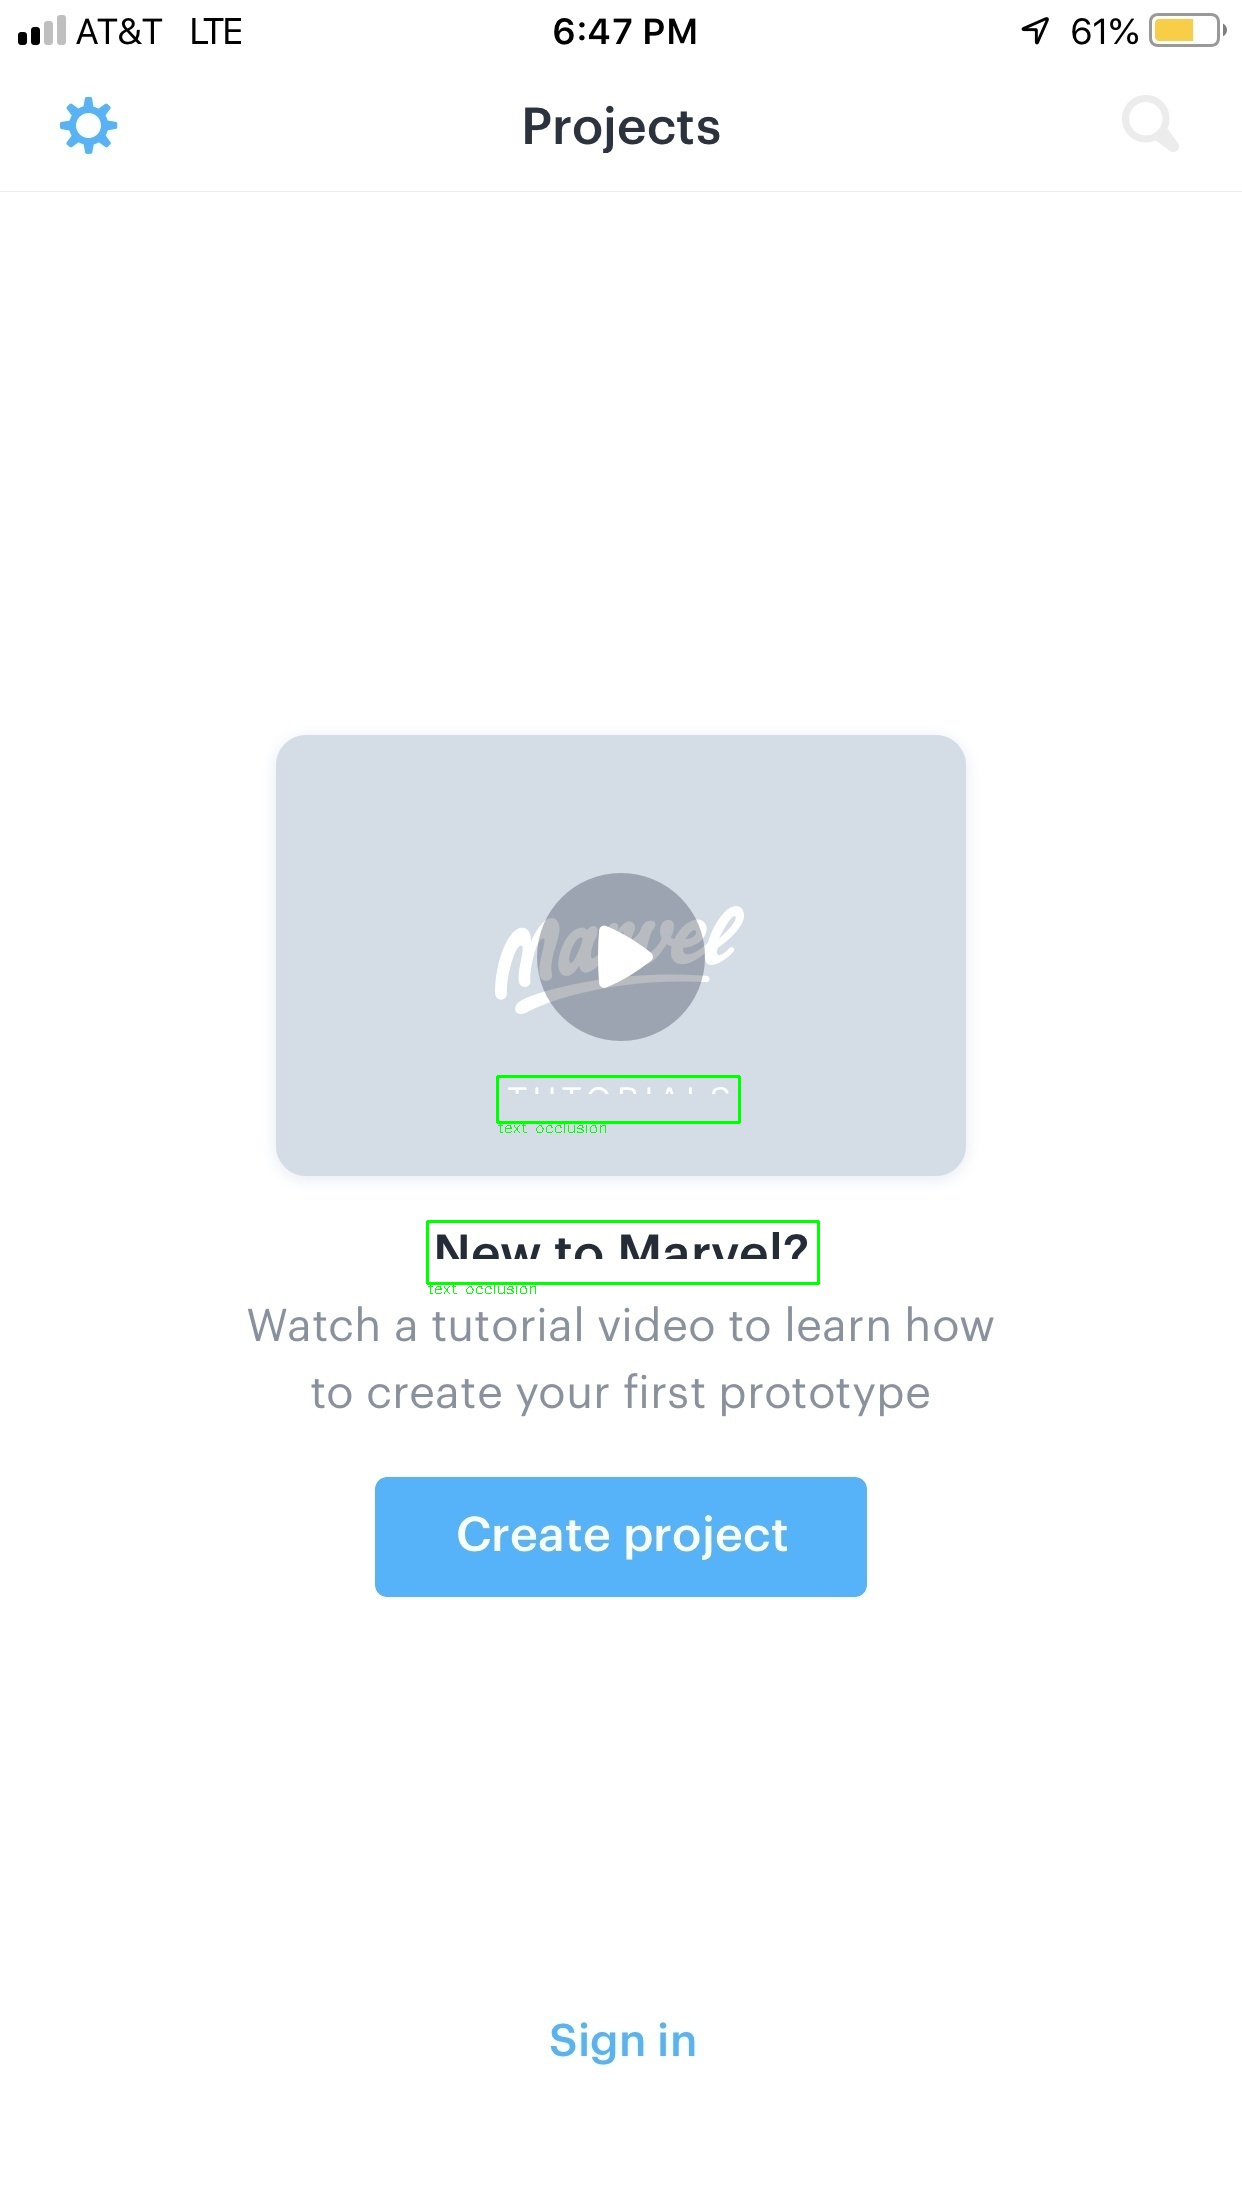 AT&T LTE 6:47 PM 61%
Projects
Marvel
TUTORIALS
text occlusion
New to Marvel?
text occlusion
Watch a tutorial video to learn how
to create your first prototype
Create project
Sign in